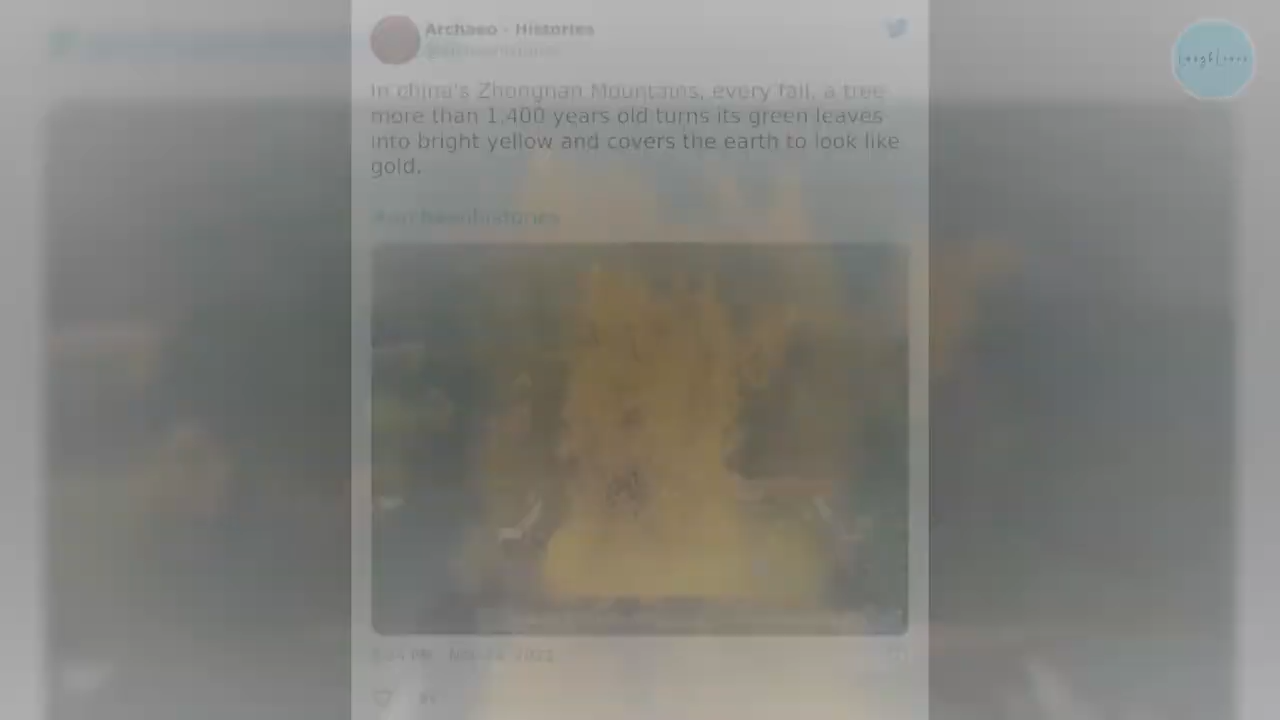 Archaeo - Histories
In china's Zhongnan Mountains, every fall, a tree
more than 1,400 years old turns its green leaves
into bright yellow and covers the earth to look like
gold.
#archaeohistories